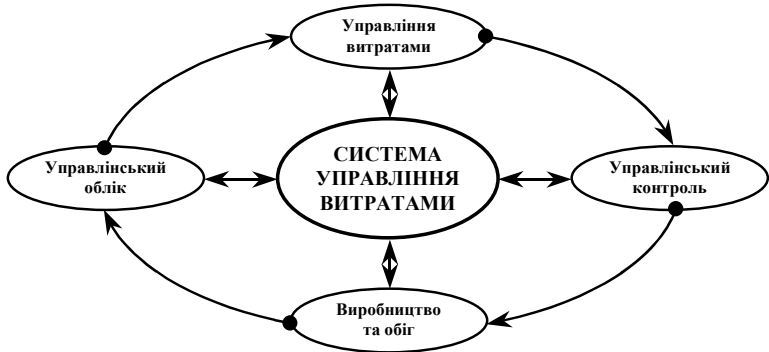 Управління
витратами
Управлінський
облік
СИСТЕМА
УПРАВЛІННЯ
ВИТРАТАМИ
Управлінський
контроль
Виробництво
та обіг